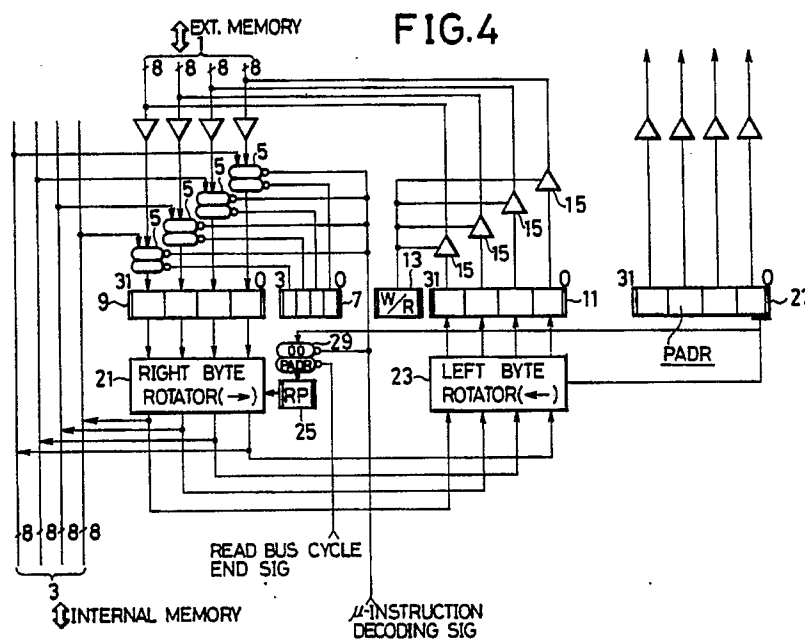 FIG.4
EXT. MEMORY
1
8 8 8 8
5
5
5
5
15
15
15
15
31 0
9
3 0
7
13
W/R
31 0
11
31 0
27
PADR
29
00
PADR
21
RIGHT BYTE
ROTATOR(→)
RP
25
23
LEFT BYTE
ROTATOR(←)
8 8 8 8
3
INTERNAL MEMORY
READ BUS CYCLE
END SIG
μ-INSTRUCTION
DECODING SIG